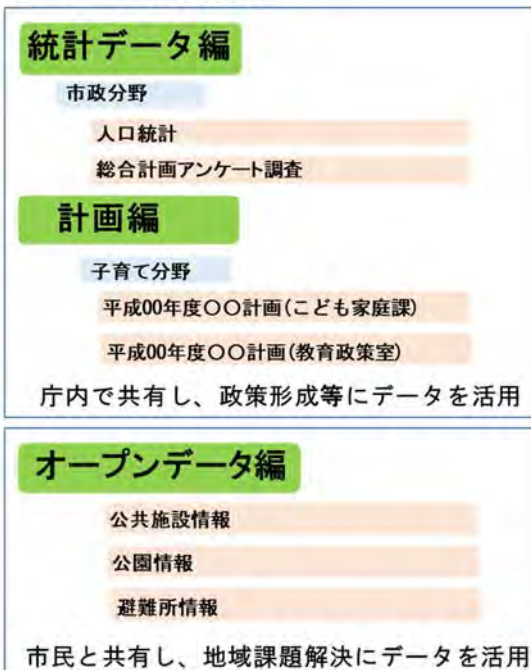 統計データ編
市政分野
人口統計
総合計画アンケート調査
計画編
子育て分野
平成00年度〇〇計画(こども家庭課)
平成00年度〇〇計画(教育政策室)
庁内で共有し、政策形成等にデータを活用
オープンデータ編
公共施設情報
公園情報
避難所情報
市民と共有し、地域課題解決にデータを活用